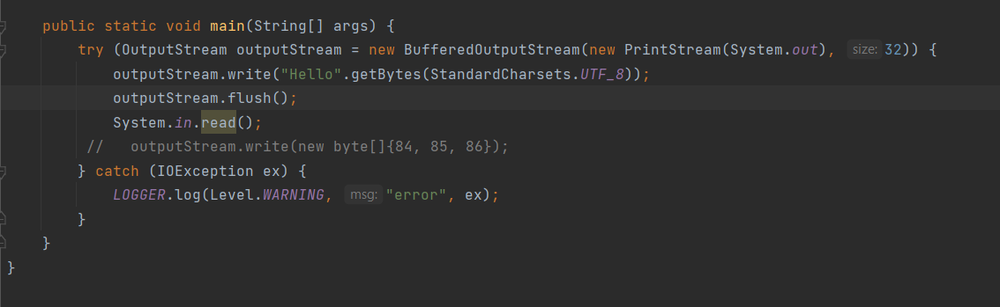 public static void main(String[] args) {
try (OutputStream outputStream = new BufferedOutputStream(new PrintStream(System.out), size: 32)) {
outputStream.write("Hello".getBytes(StandardCharsets.UTF_8));
outputStream.flush();
System.in.read();
//   outputStream.write(new byte[]{84, 85, 86});
} catch (IOException ex) {
LOGGER.log(Level.WARNING, msg: "error", ex);
}
}
}